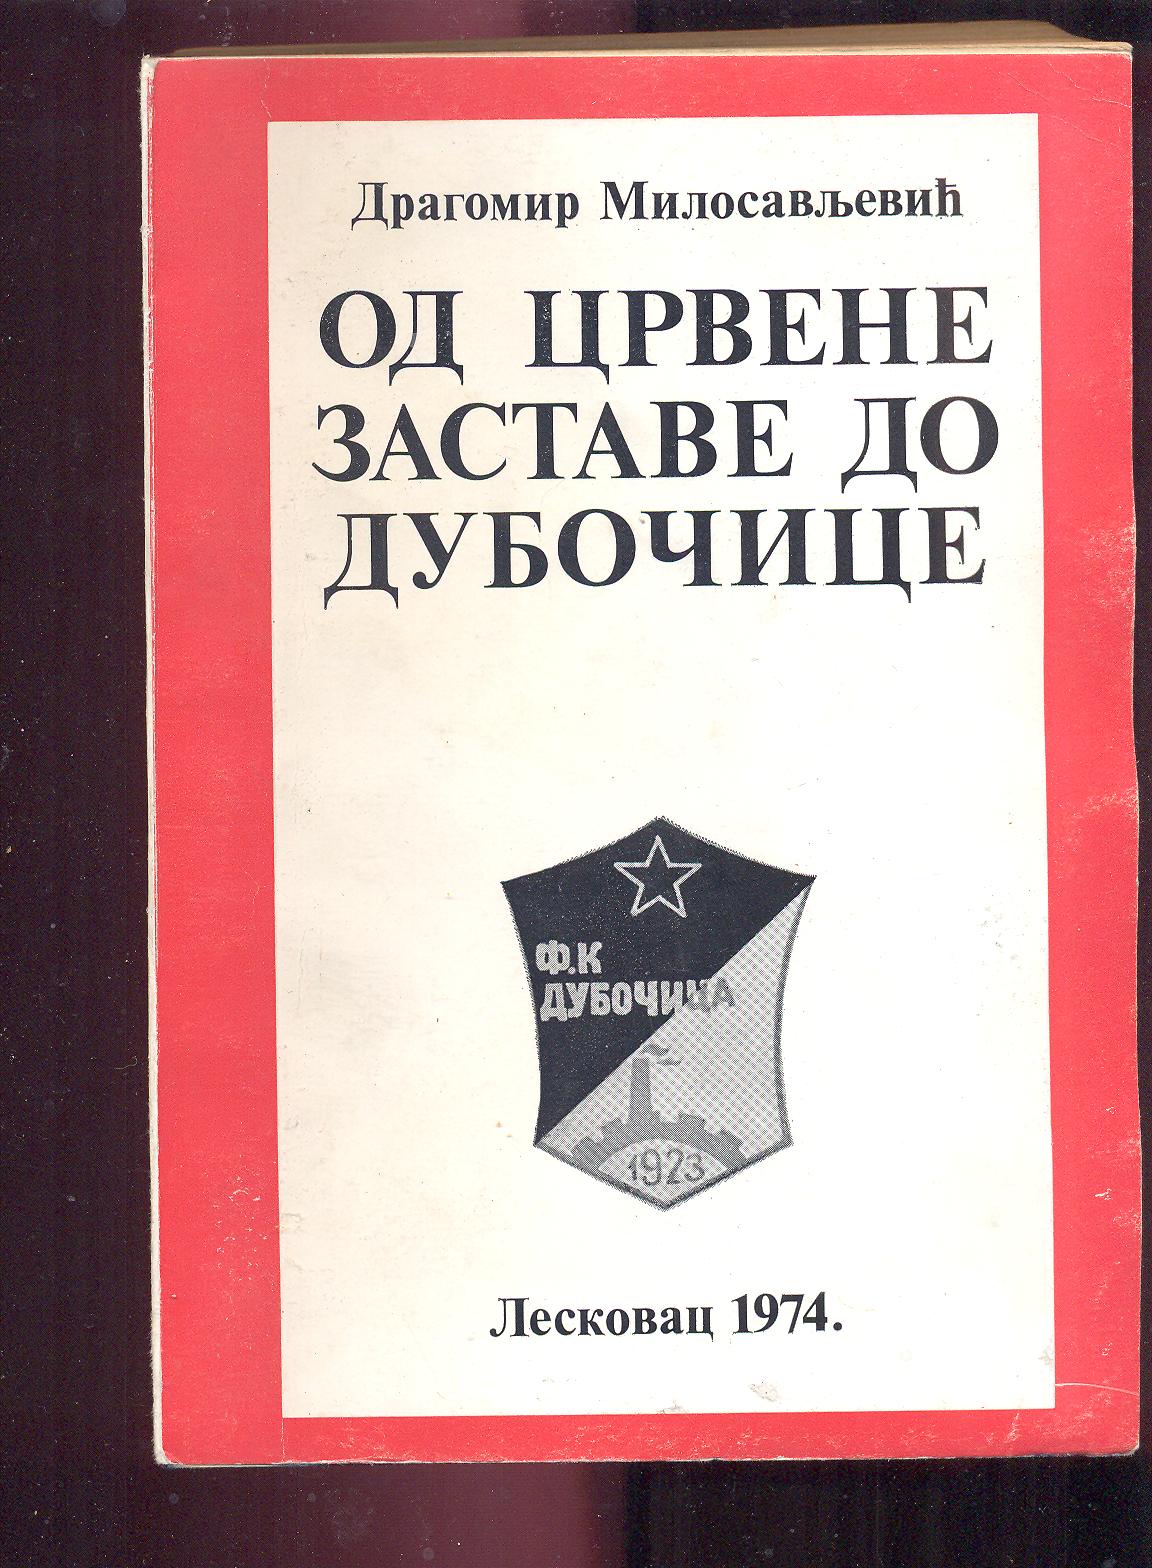 Драгомир Милосављевић
ОД ЦРВЕНЕ
ЗАСТАВЕ ДО
ДУБОЧИЦЕ
Ф.К
ДУБОЧИЦА
1923
Лесковац 1974.